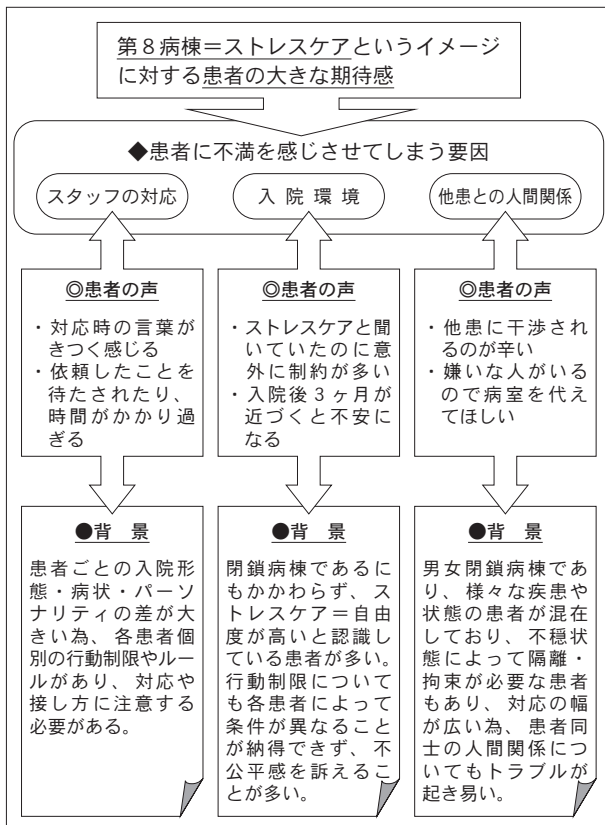 第８病棟＝ストレスケアというイメージ
に対する患者の大きな期待感
◆患者に不満を感じさせてしまう要因
スタッフの対応
入院環境
他患との人間関係
◎患者の声
・対応時の言葉が
きつく感じる
・依頼したことを
待たされたり、
時間がかかり過
ぎる
◎患者の声
・ストレスケアと聞
いていたのに意
外に制約が多い
・入院後３ヶ月が
近づくと不安に
なる
◎患者の声
・他患に干渉され
るのが辛い
・嫌いな人がいる
ので病室を代え
てほしい
●背　景
患者ごとの入院形
態・病状・パーソ
ナリティの差が大
きい為、各患者個
別の行動制限やルー
ルがあり、対応や
接し方に注意する
必要がある。
●背　景
閉鎖病棟であるに
もかかわらず、ス
トレスケア＝自由
度が高いと認識し
ている患者が多い。
行動制限について
も各患者によって
条件が異なること
が納得できず、不
公平感を訴えるこ
とが多い。
●背　景
男女閉鎖病棟であ
り、様々な疾患や
状態の患者が混在
しており、不穏状
態によって隔離・
拘束が必要な患者
もあり、対応の幅
が広い為、患者同
士の人間関係につ
いてもトラブルが
起き易い。